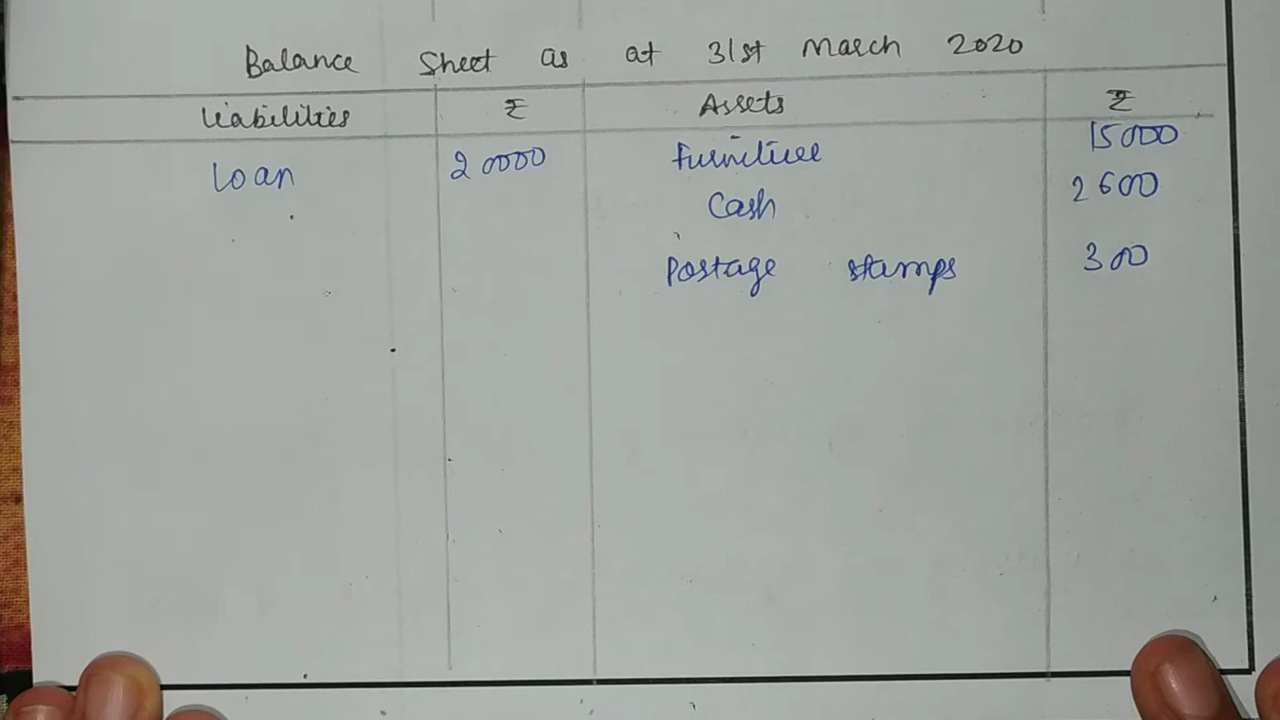 Balance Sheet as at 31st March 2020
Liabilities ₹ Assets ₹
Loan 20000 Furniture 15000
Cash 2600
Postage stamps 300